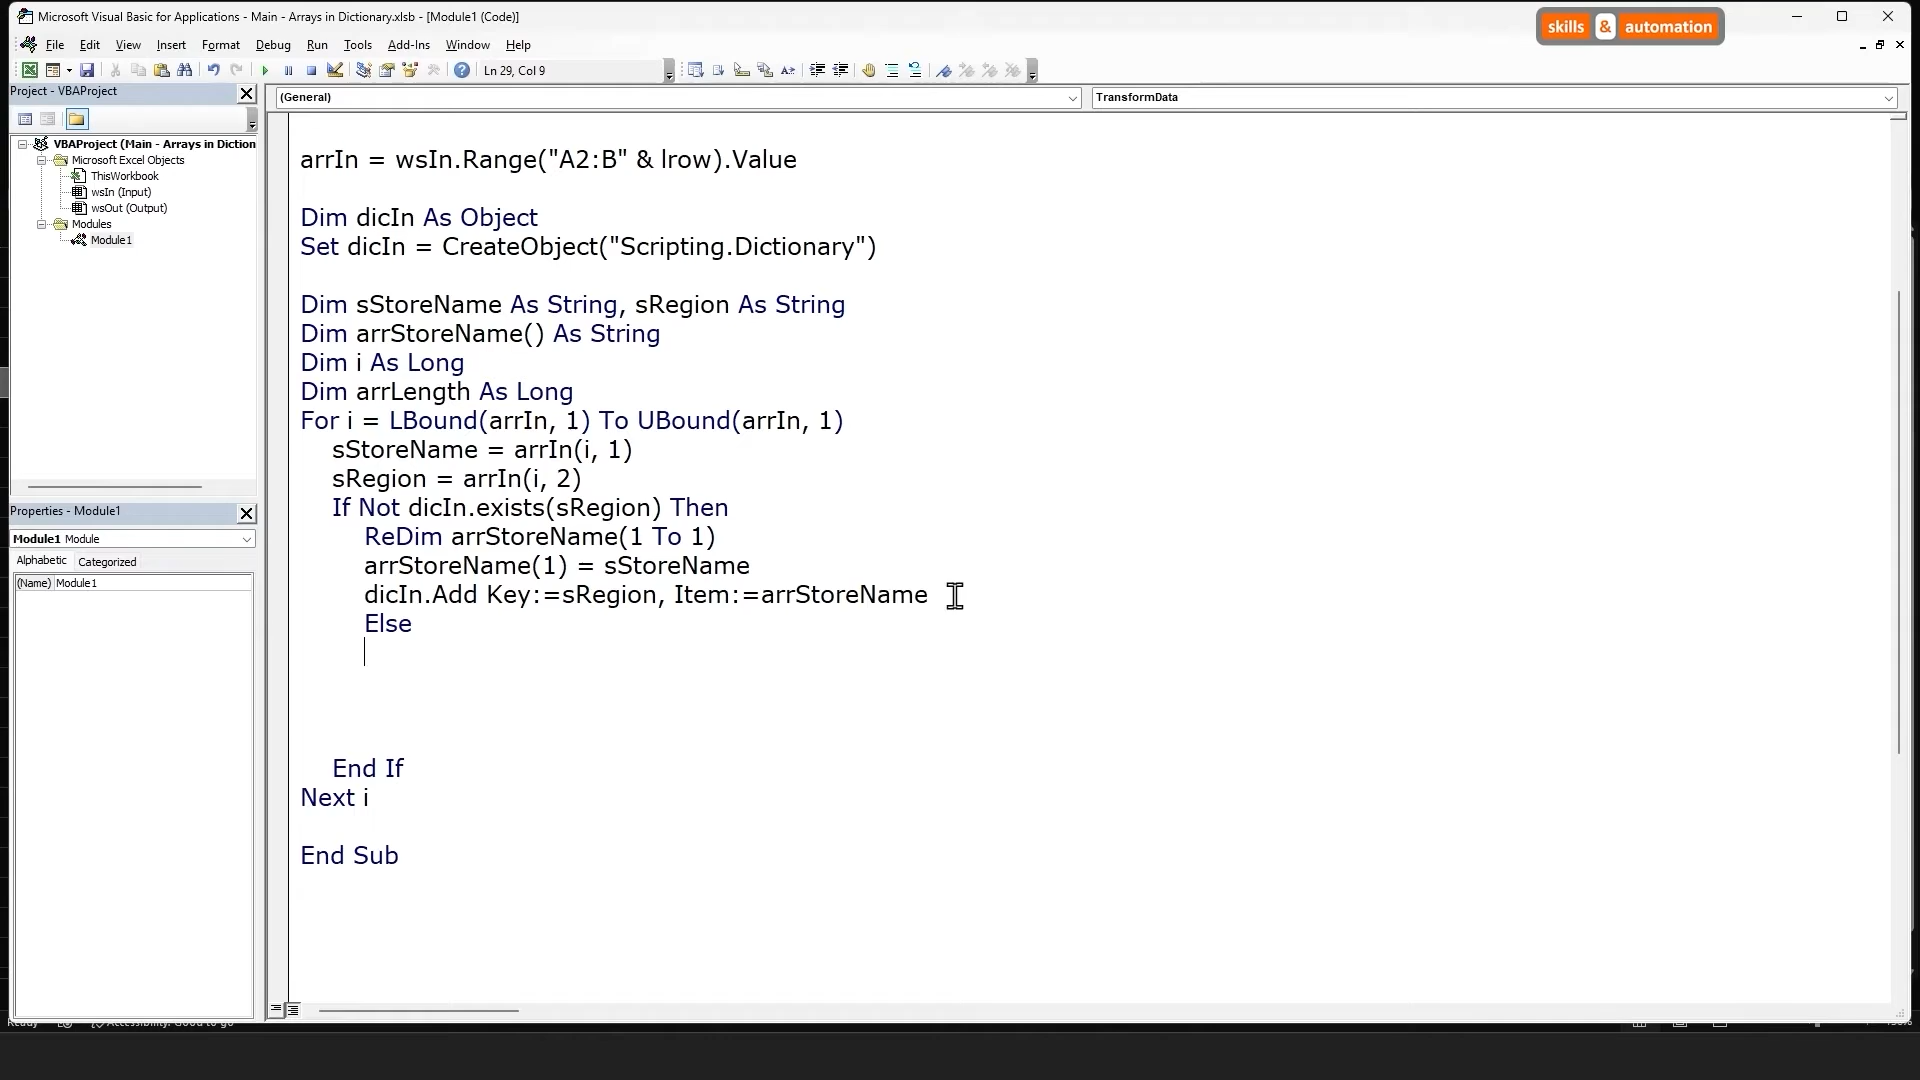 Microsoft Visual Basic for Applications - Main - Arrays in Dictionary.xlsb - [Module1 (Code)]
skills & automation
File Edit View Insert Format Debug Run Tools Add-Ins Window Help
Ln 29, Col 9
Project - VBAProject
(General)
TransformData
VBAProject (Main - Arrays in Diction
Microsoft Excel Objects
ThisWorkbook
wsIn (Input)
wsOut (Output)
Modules
Module1
Properties - Module1
Module1 Module
Alphabetic Categorized
(Name) Module1
arrIn = wsIn.Range("A2:B" & lrow).Value
Dim dicIn As Object
Set dicIn = CreateObject("Scripting.Dictionary")
Dim sStoreName As String, sRegion As String
Dim arrStoreName() As String
Dim i As Long
Dim arrLength As Long
For i = LBound(arrIn, 1) To UBound(arrIn, 1)
sStoreName = arrIn(i, 1)
sRegion = arrIn(i, 2)
If Not dicIn.exists(sRegion) Then
ReDim arrStoreName(1 To 1)
arrStoreName(1) = sStoreName
dicIn.Add Key:=sRegion, Item:=arrStoreName
Else
End If
Next i
End Sub